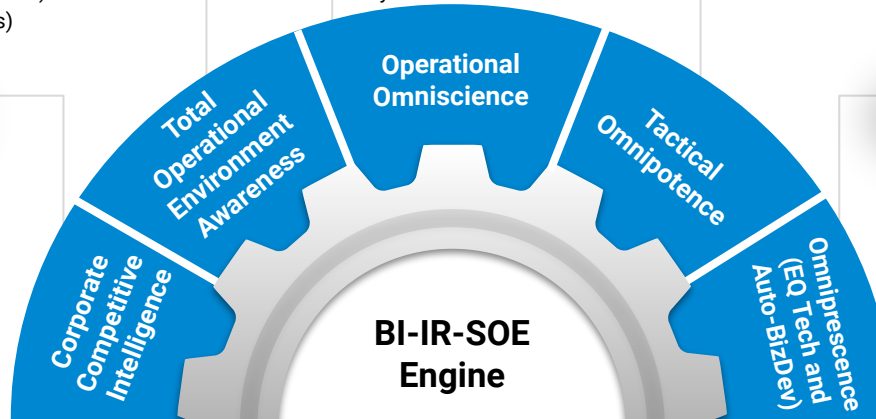 s)
Corporate
Competitive
Intelligence
Total
Operational
Environment
Awareness
Operational
Omniscience
Tactical
Omnipotence
Omniprescence
(EQ Tech and
Auto-BizDev)
BI-IR-SOE
Engine